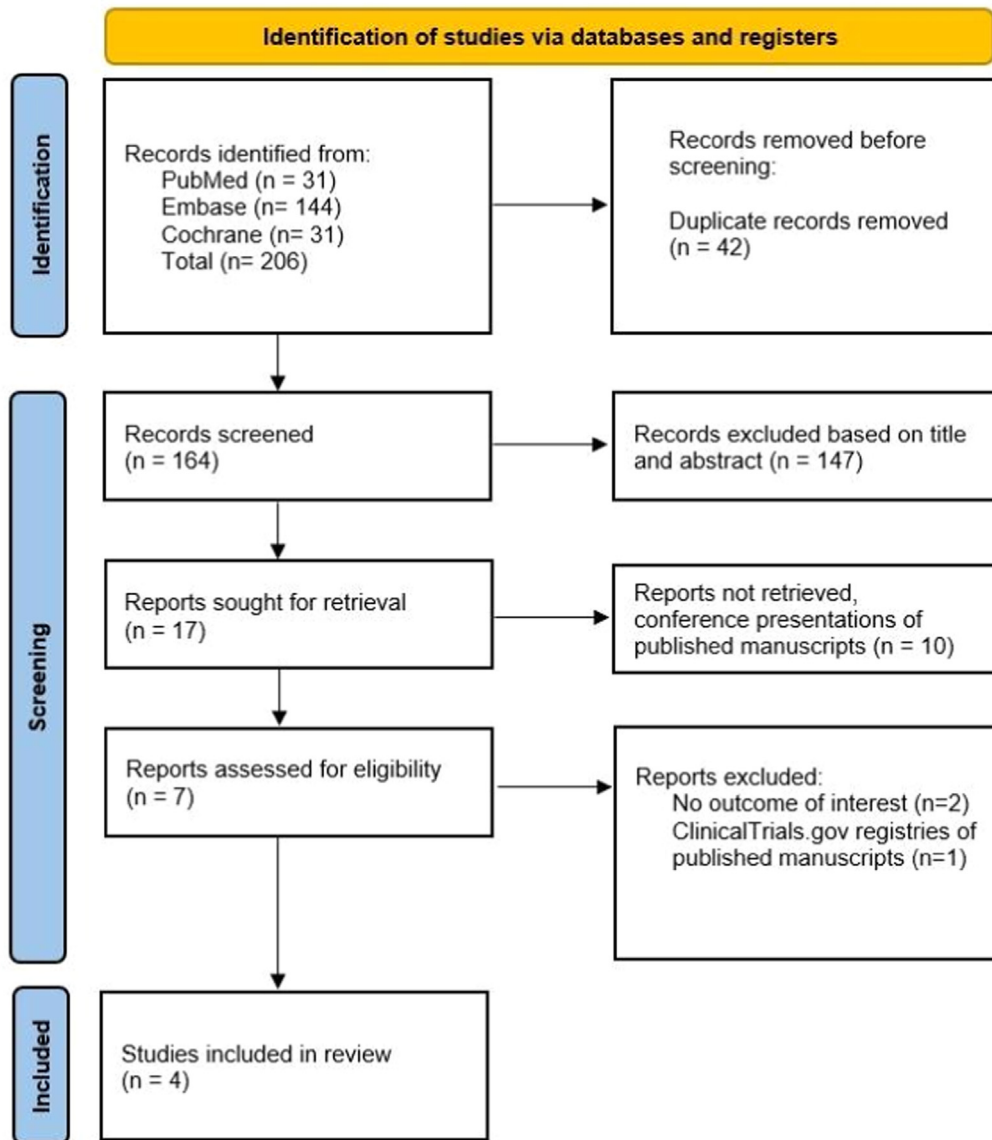 Identification of studies via databases and registers
Identification
Records identified from:
PubMed (n = 31)
Embase (n= 144)
Cochrane (n= 31)
Total (n= 206)
Records removed before
screening:
Duplicate records removed
(n = 42)
Screening
Records screened
(n = 164)
Records excluded based on title
and abstract (n = 147)
Reports sought for retrieval
(n = 17)
Reports not retrieved,
conference presentations of
published manuscripts (n = 10)
Reports assessed for eligibility
(n = 7)
Reports excluded:
No outcome of interest (n=2)
ClinicalTrials.gov registries of
published manuscripts (n=1)
Included
Studies included in review
(n = 4)